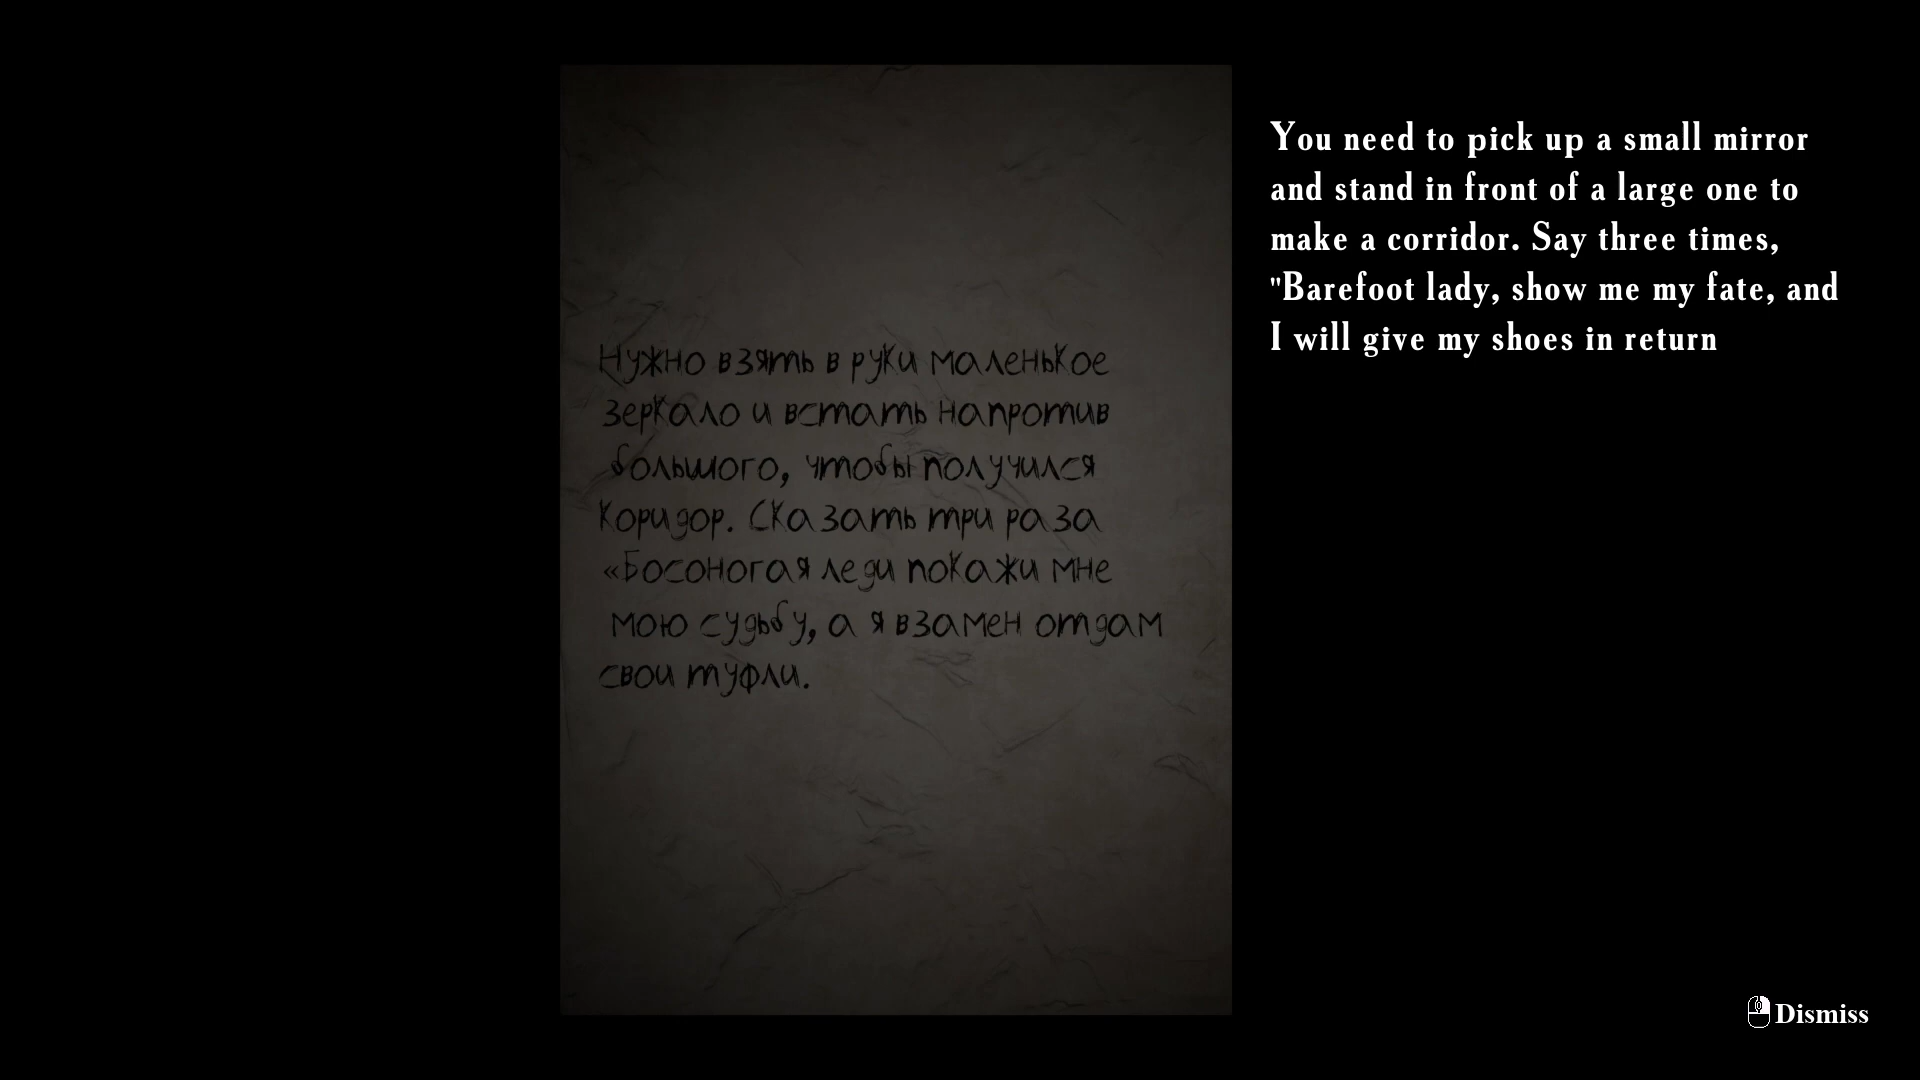 Нужно взять в руки маленькое
зеркало и встать напротив
большого, чтобы получился
коридор. Сказать три раза
«Босоногая леди покажи мне
мою судьбу, а я взамен отдам
свои туфли.
You need to pick up a small mirror
and stand in front of a large one to
make a corridor. Say three times,
"Barefoot lady, show me my fate, and
I will give my shoes in return
Dismiss